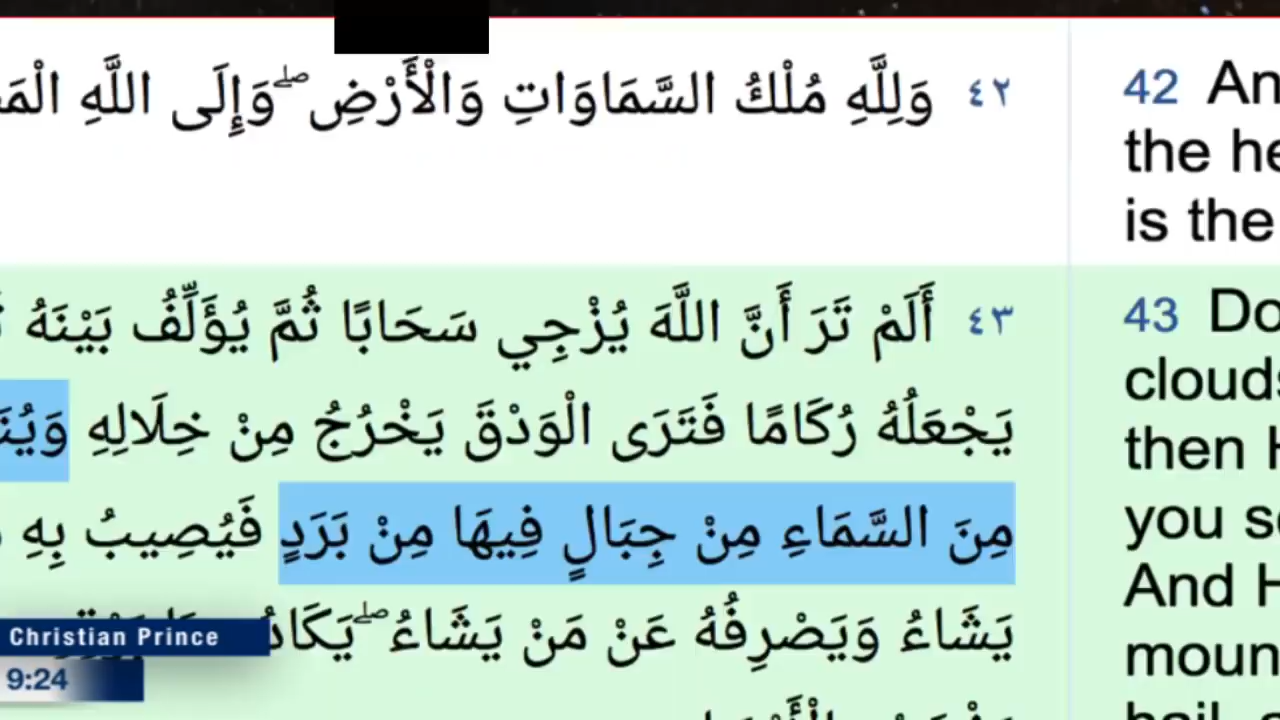 ٤٢ وَلِلَّهِ مُلْكُ السَّمَاوَاتِ وَالْأَرْضِ ۖ وَإِلَى اللَّهِ
٤٣ أَلَمْ تَرَ أَنَّ اللَّهَ يُزْجِي سَحَابًا ثُمَّ يُؤَلِّفُ بَيْنَهُ
يَجْعَلُهُ رُكَامًا فَتَرَى الْوَدْقَ يَخْرُجُ مِنْ خِلَالِهِ
مِنَ السَّمَاءِ مِنْ جِبَالٍ فِيهَا مِنْ بَرَدٍ فَيُصِيبُ بِهِ
يَشَاءُ وَيَصْرِفُهُ عَنْ مَنْ يَشَاءُ ۖ
42 An
the he
is the
43 Do
clouds
then H
you s
And H
moun
Christian Prince
9:24